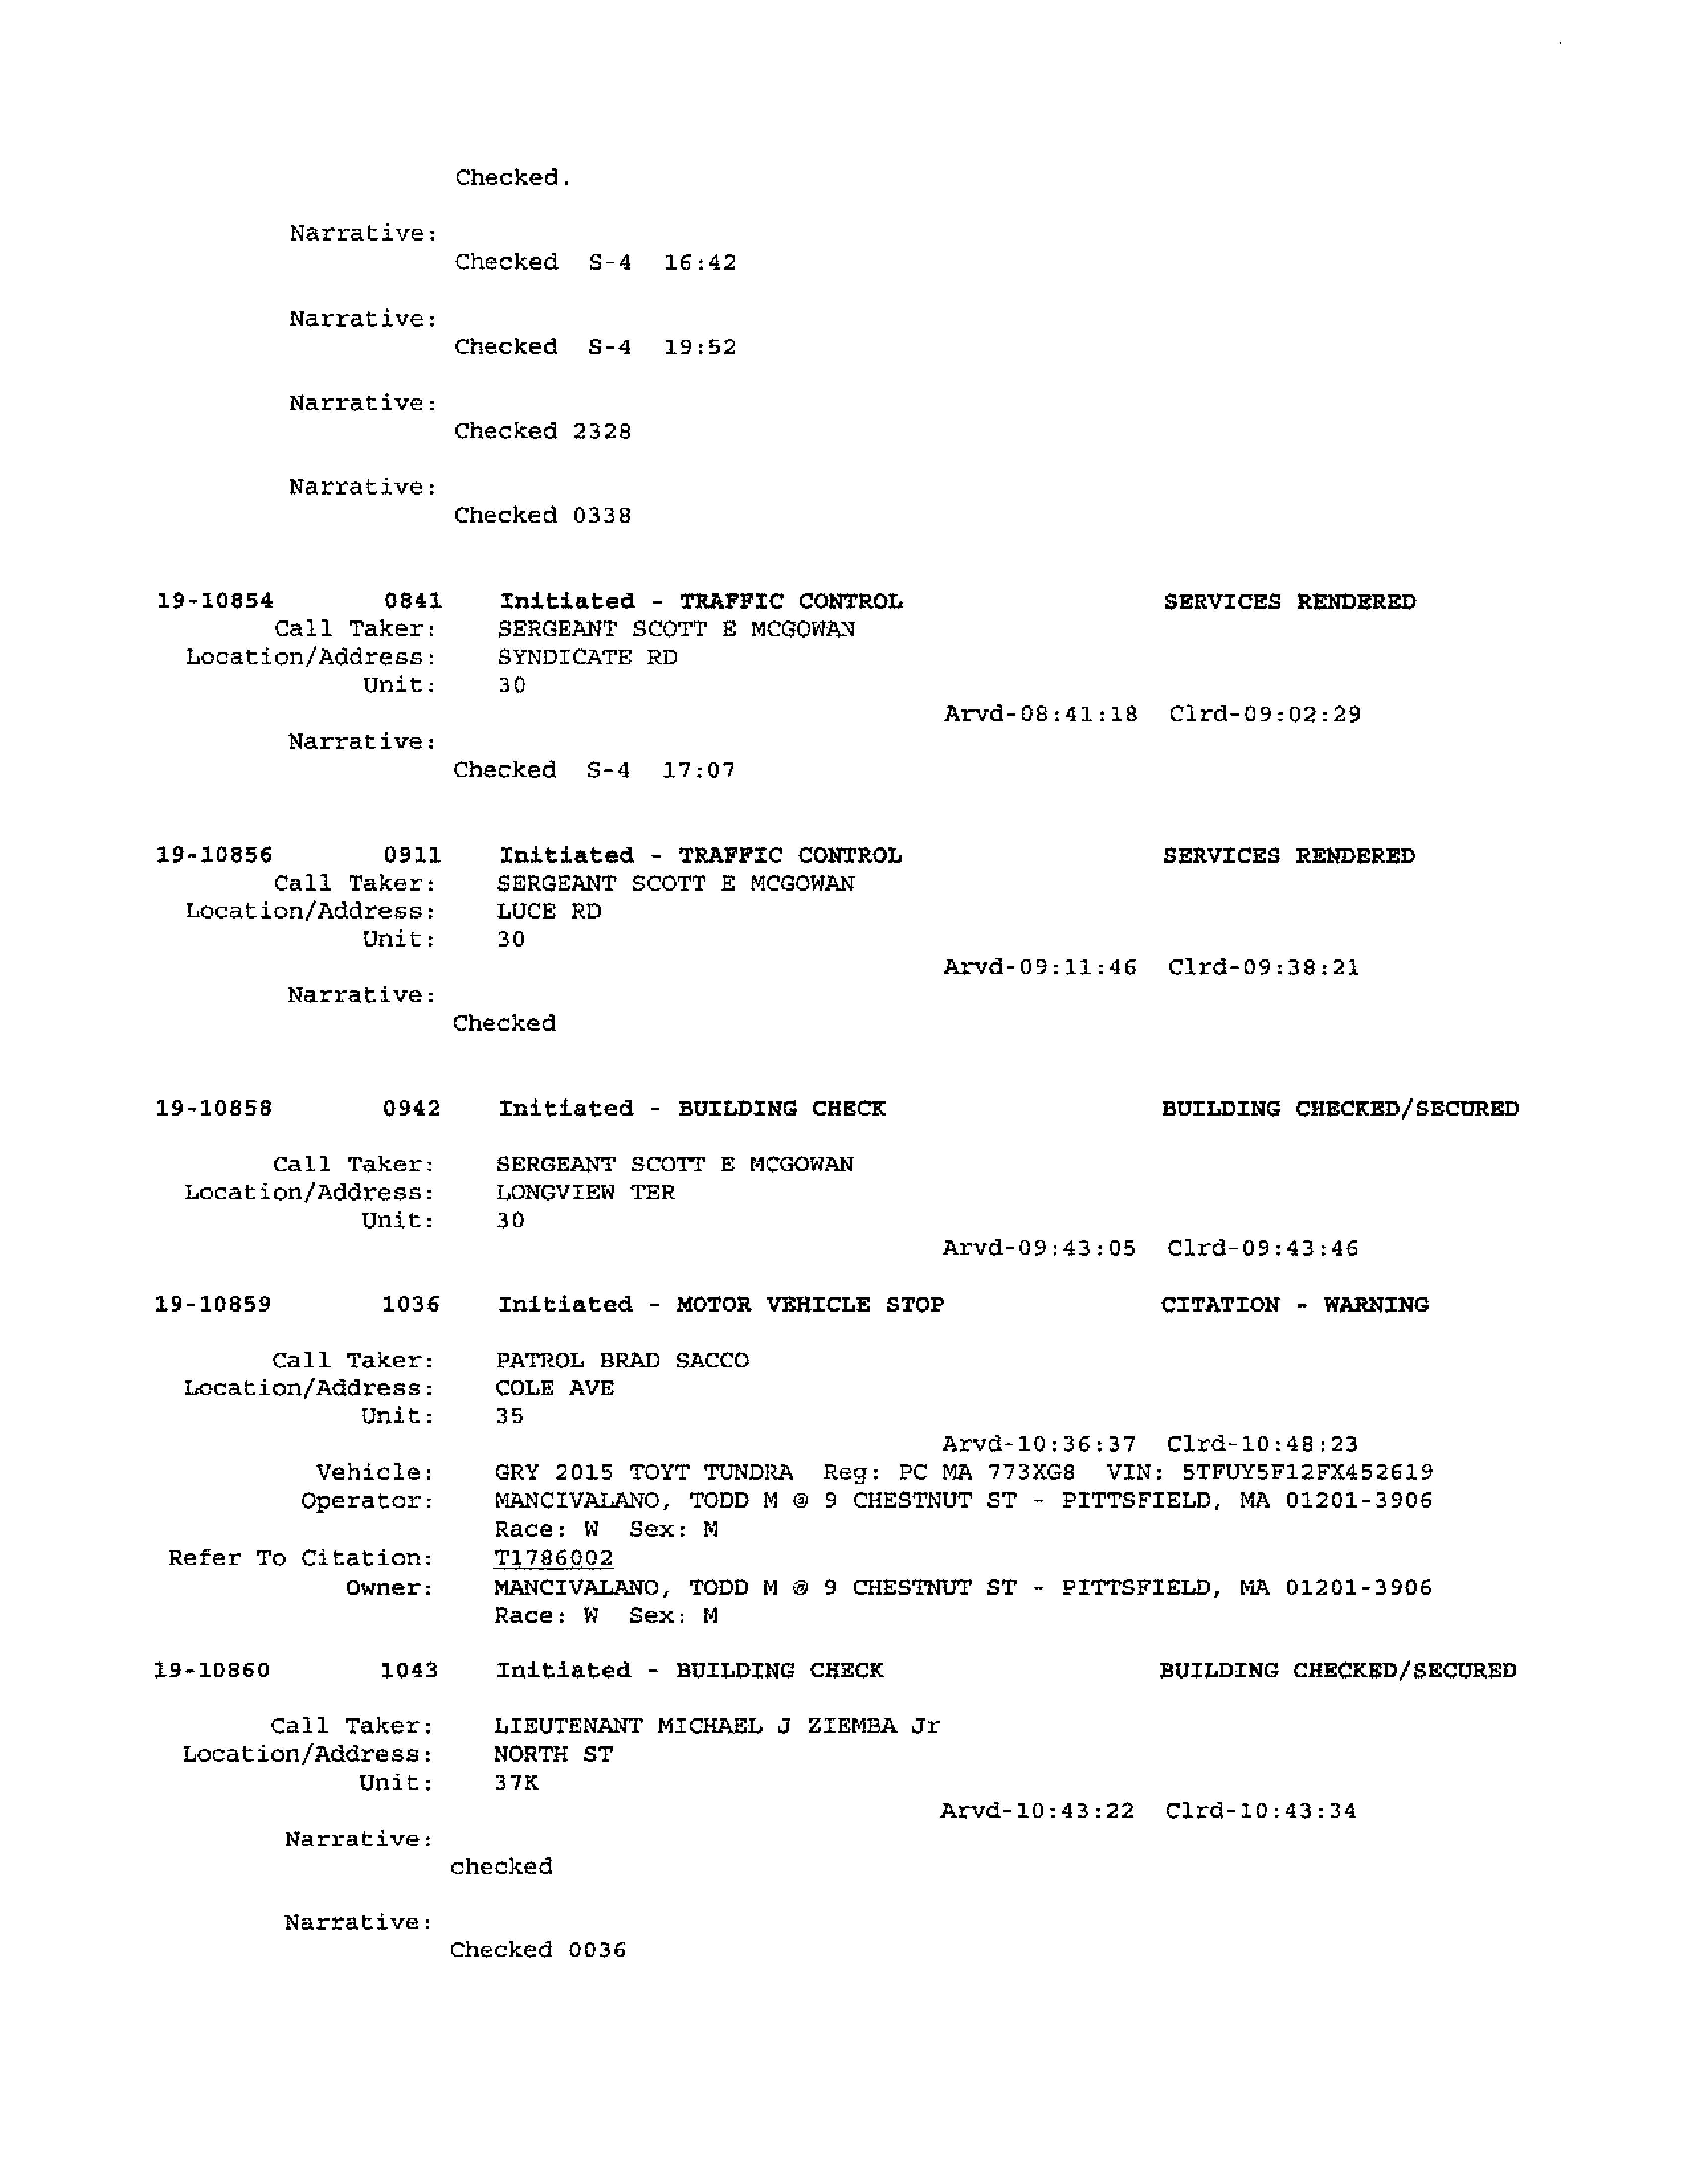 Checked.
Narrative:
Checked S-4 16:42
Narrative:
Checked S-4 19:52
Narrative:
Checked 2328
Narrative:
Checked 0338
19-10854 0841 Initiated - TRAFFIC CONTROL SERVICES RENDERED
Call Taker: SERGEANT SCOTT E MCGOWAN
Location/Address: SYNDICATE RD
Unit: 30
Arvd-08:41:18 Clrd-09:02:29
Narrative:
Checked S-4 17:07
19-10856 0911 Initiated - TRAFFIC CONTROL SERVICES RENDERED
Call Taker: SERGEANT SCOTT E MCGOWAN
Location/Address: LUCE RD
Unit: 30
Arvd-09:11:46 Clrd-09:38:21
Narrative:
Checked
19-10858 0942 Initiated - BUILDING CHECK BUILDING CHECKED/SECURED
Call Taker: SERGEANT SCOTT E MCGOWAN
Location/Address: LONGVIEW TER
Unit: 30
Arvd-09:43:05 Clrd-09:43:46
19-10859 1036 Initiated - MOTOR VEHICLE STOP CITATION - WARNING
Call Taker: PATROL BRAD SACCO
Location/Address: COLE AVE
Unit: 35
Arvd-10:36:37 Clrd-10:48:23
Vehicle: GRY 2015 TOYT TUNDRA Reg: PC MA 773XG8 VIN: 5TFUY5F12FX452619
Operator: MANCIVALANO, TODD M @ 9 CHESTNUT ST - PITTSFIELD, MA 01201-3906
Race: W Sex: M
Refer To Citation: T1786002
Owner: MANCIVALANO, TODD M @ 9 CHESTNUT ST - PITTSFIELD, MA 01201-3906
Race: W Sex: M
19-10860 1043 Initiated - BUILDING CHECK BUILDING CHECKED/SECURED
Call Taker: LIEUTENANT MICHAEL J ZIEMBA Jr
Location/Address: NORTH ST
Unit: 37K
Arvd-10:43:22 Clrd-10:43:34
Narrative:
checked
Narrative:
Checked 0036